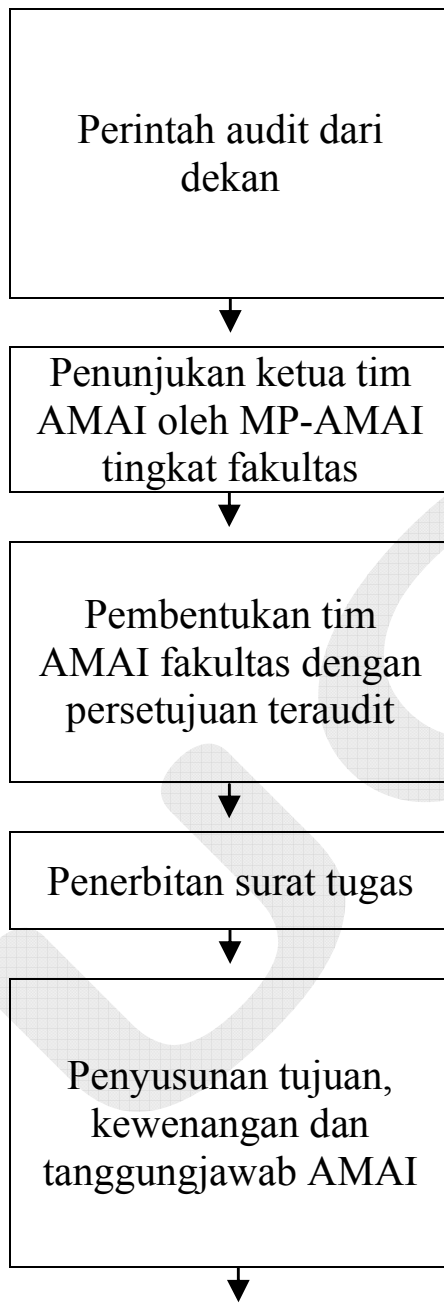 Perintah audit dari
dekan
Penunjukan ketua tim
AMAI oleh MP-AMAI
tingkat fakultas
Pembentukan tim
AMAI fakultas dengan
persetujuan teraudit
Penerbitan surat tugas
Penyusunan tujuan,
kewenangan dan
tanggungjawab AMAI